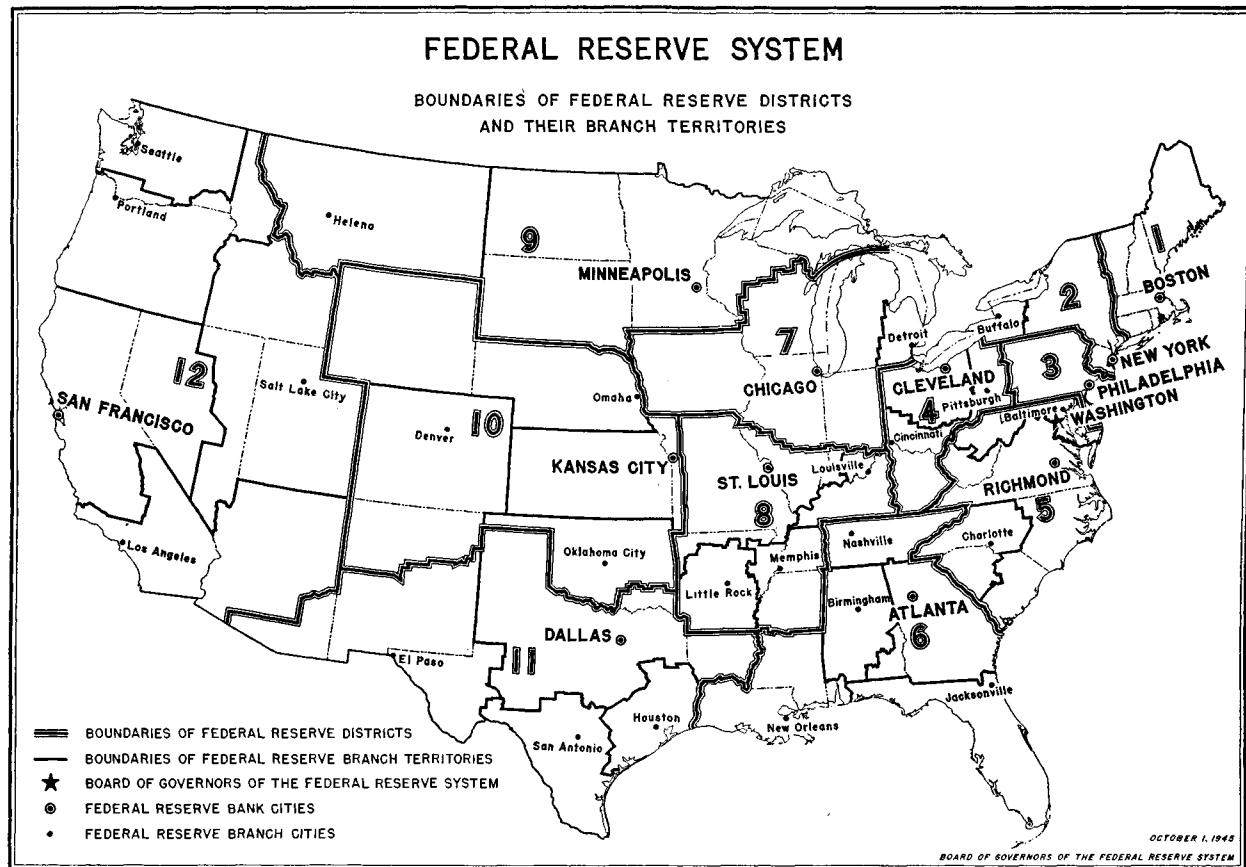 FEDERAL RESERVE SYSTEM
BOUNDARIES OF FEDERAL RESERVE DISTRICTS
AND THEIR BRANCH TERRITORIES
Seattle
Portland
Helena
9
MINNEAPOLIS
1
BOSTON
2
Buffalo
Detroit
7
CHICAGO
CLEVELAND
4
Pittsburgh
3
NEW YORK
PHILADELPHIA
WASHINGTON
Baltimore
Cincinnati
12
SAN FRANCISCO
Salt Lake City
Omaha
Denver
10
KANSAS CITY
ST. LOUIS
8
Louisville
RICHMOND
5
Los Angeles
Oklahoma City
Little Rock
Memphis
Nashville
Charlotte
Birmingham
ATLANTA
6
DALLAS
11
El Paso
Houston
San Antonio
New Orleans
Jacksonville
BOUNDARIES OF FEDERAL RESERVE DISTRICTS
BOUNDARIES OF FEDERAL RESERVE BRANCH TERRITORIES
BOARD OF GOVERNORS OF THE FEDERAL RESERVE SYSTEM
FEDERAL RESERVE BANK CITIES
FEDERAL RESERVE BRANCH CITIES
OCTOBER 1, 1945
BOARD OF GOVERNORS OF THE FEDERAL RESERVE SYSTEM